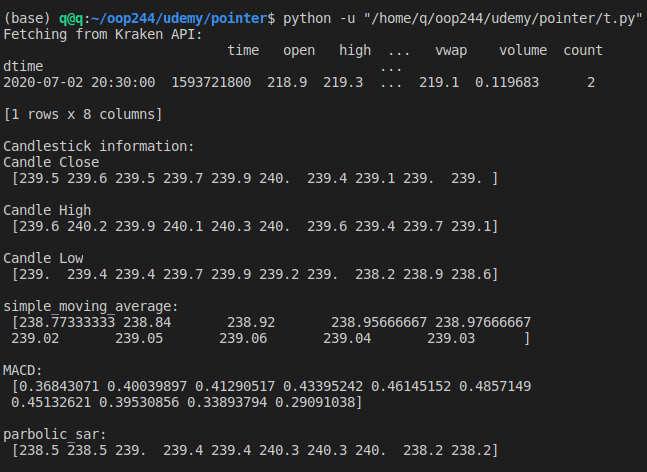 (base) q@q:~/oop244/udemy/pointer$ python -u "/home/q/oop244/udemy/pointer/t.py"
Fetching from Kraken API:
                           time   open   high  ...   vwap    volume  count
dtime                                          ...
2020-07-02 20:30:00  1593721800  218.9  219.3  ...  219.1  0.119683      2
[1 rows x 8 columns]
Candlestick information:
Candle Close
 [239.5 239.6 239.5 239.7 239.9 240.  239.4 239.1 239.  239. ]
Candle High
 [239.6 240.2 239.9 240.1 240.3 240.  239.6 239.4 239.7 239.1]
Candle Low
 [239.  239.4 239.4 239.7 239.9 239.2 239.  238.2 238.9 238.6]
simple_moving_average:
 [238.77333333 238.84       238.92       238.95666667 238.97666667
 239.02       239.05       239.06       239.04       239.03      ]
MACD:
 [0.36843071 0.40039897 0.41290517 0.43395242 0.46145152 0.4857149
 0.45132621 0.39530856 0.33893794 0.29091038]
parbolic_sar:
 [238.5 238.5 239.  239.4 239.4 240.3 240.3 240.  238.2 238.2]